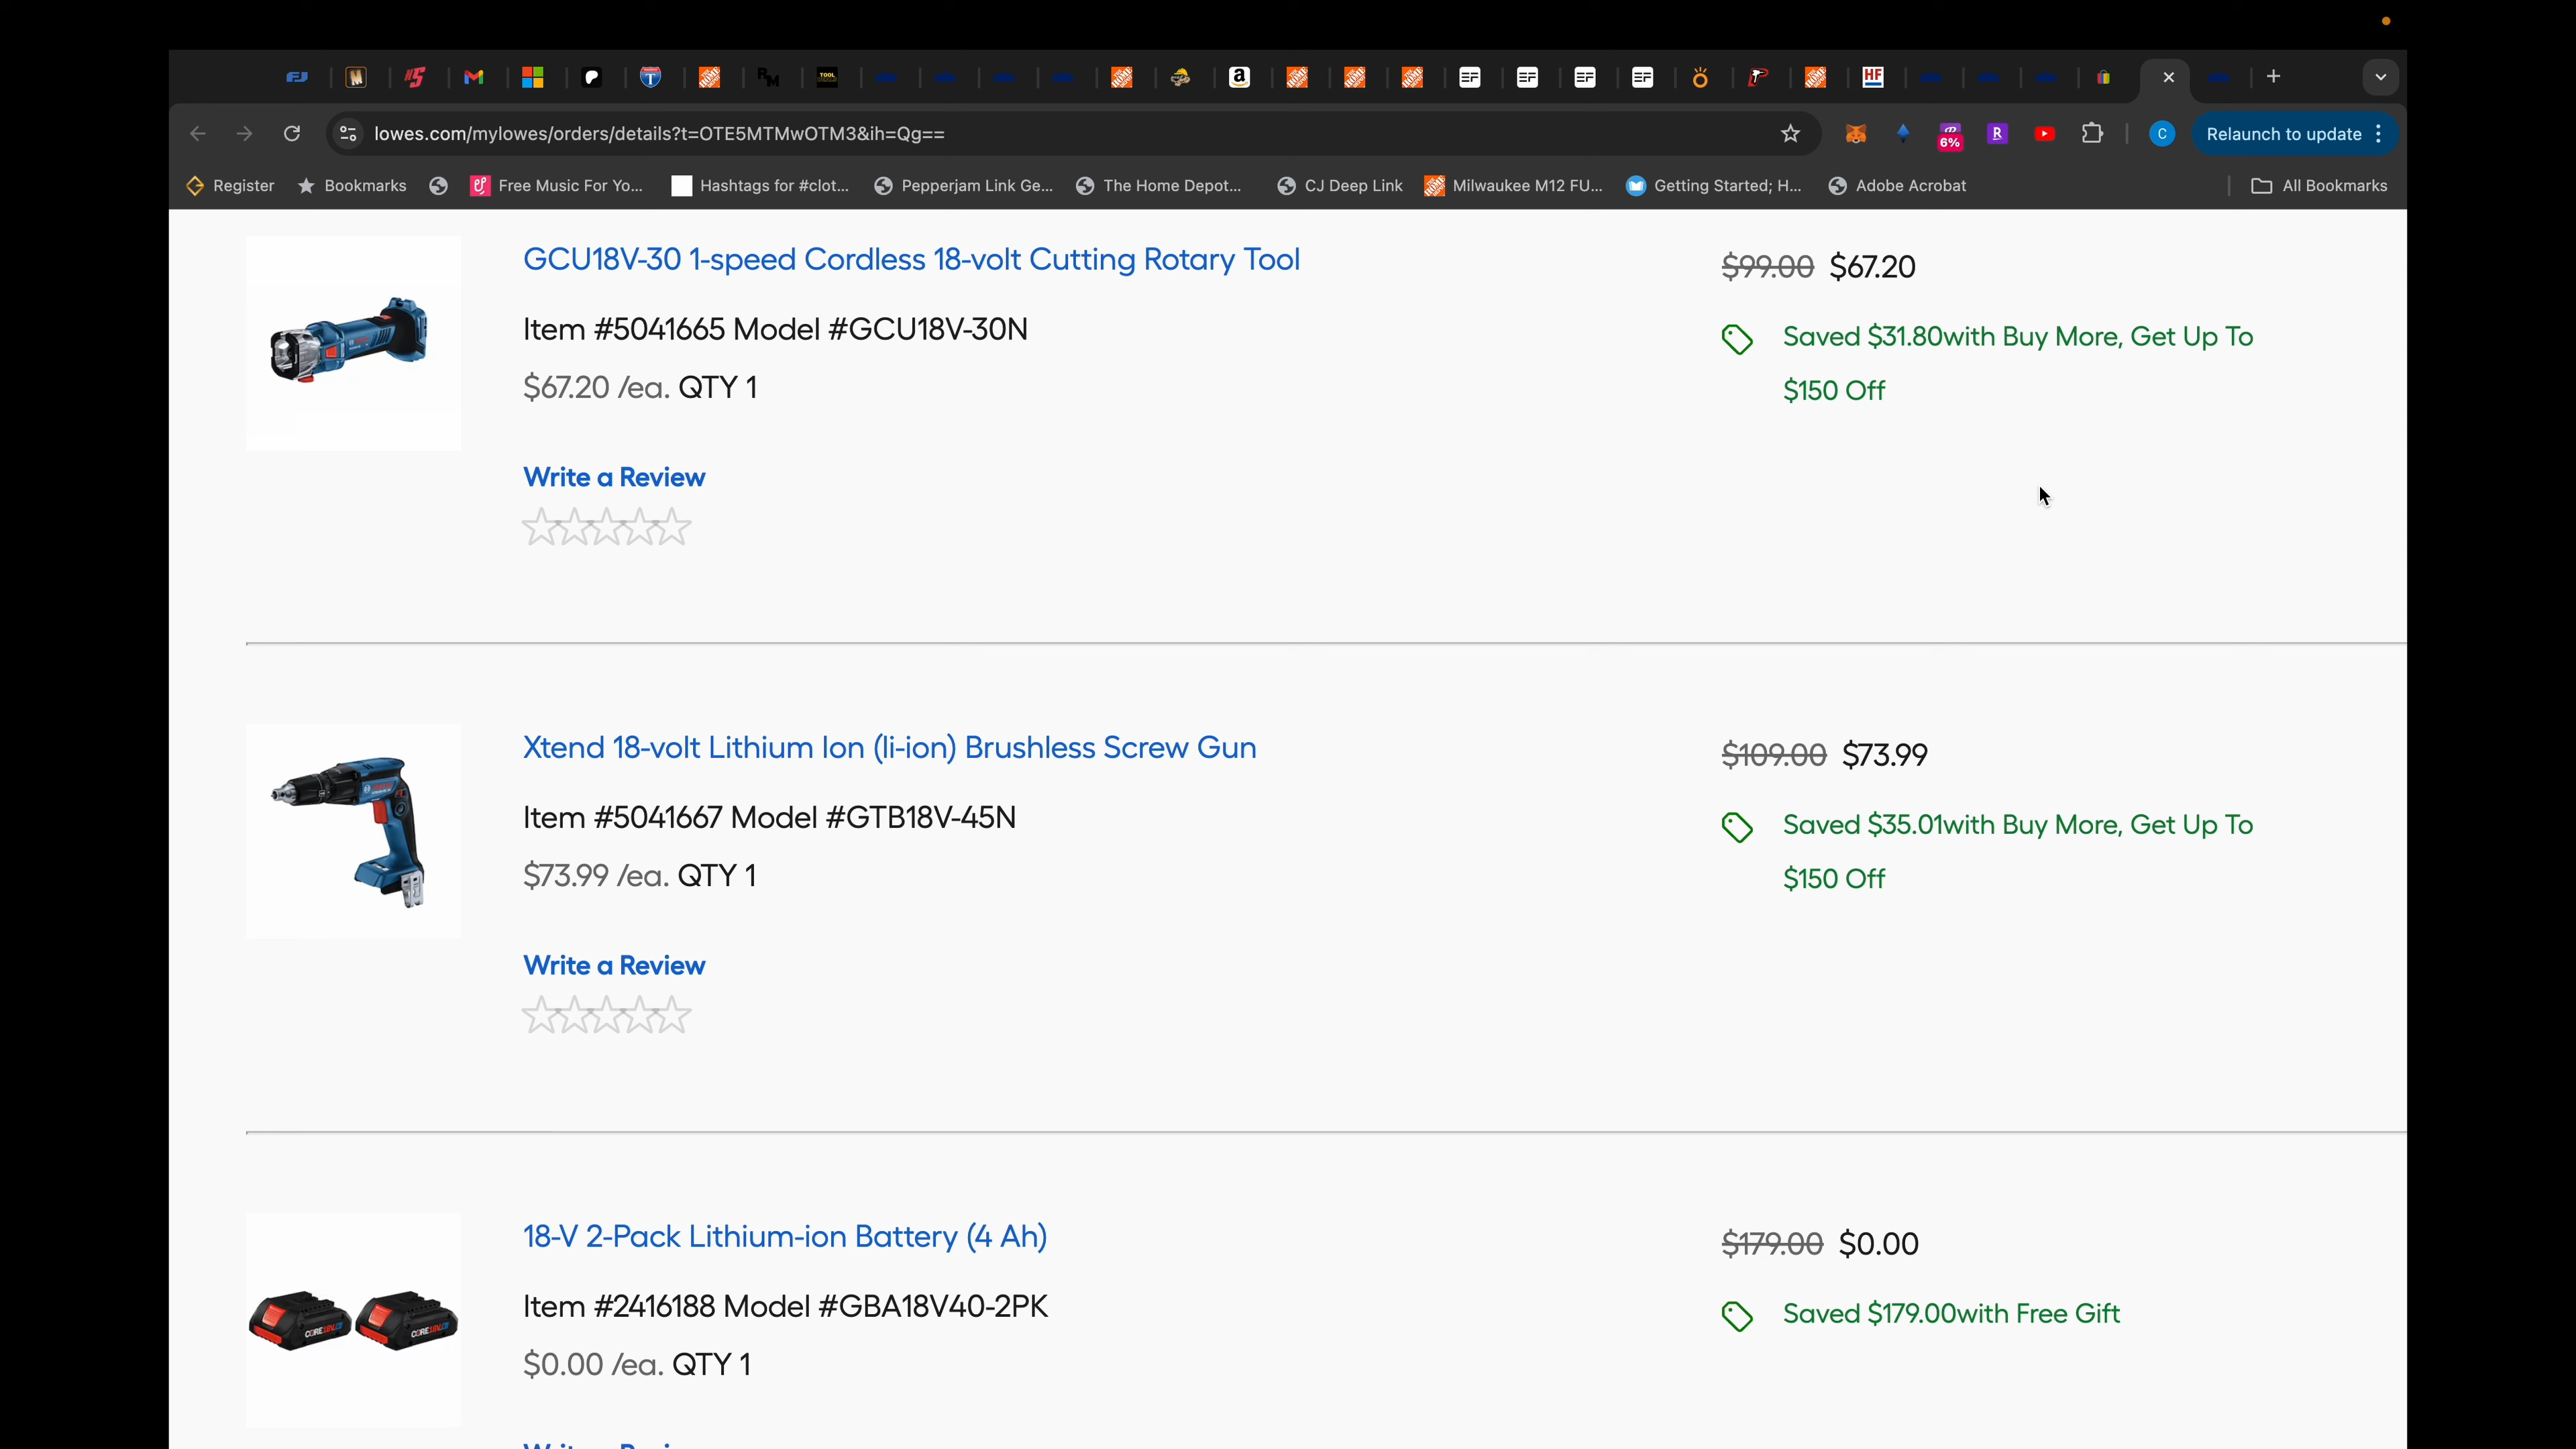 lowes.com/mylowes/orders/details?t=OTE5MTMwOTM3&ih=Qg==
6%
R
C
Relaunch to update
Register
Bookmarks
Free Music For Yo...
Hashtags for #clot...
Pepperjam Link Ge...
The Home Depot...
CJ Deep Link
Milwaukee M12 FU...
Getting Started; H...
Adobe Acrobat
All Bookmarks
GCU18V-30 1-speed Cordless 18-volt Cutting Rotary Tool
$99.00 $67.20
Item #5041665 Model #GCU18V-30N
Saved $31.80with Buy More, Get Up To
$150 Off
$67.20 /ea. QTY 1
Write a Review
Xtend 18-volt Lithium Ion (li-ion) Brushless Screw Gun
$109.00 $73.99
Item #5041667 Model #GTB18V-45N
Saved $35.01with Buy More, Get Up To
$150 Off
$73.99 /ea. QTY 1
Write a Review
18-V 2-Pack Lithium-ion Battery (4 Ah)
$179.00 $0.00
Item #2416188 Model #GBA18V40-2PK
Saved $179.00with Free Gift
$0.00 /ea. QTY 1